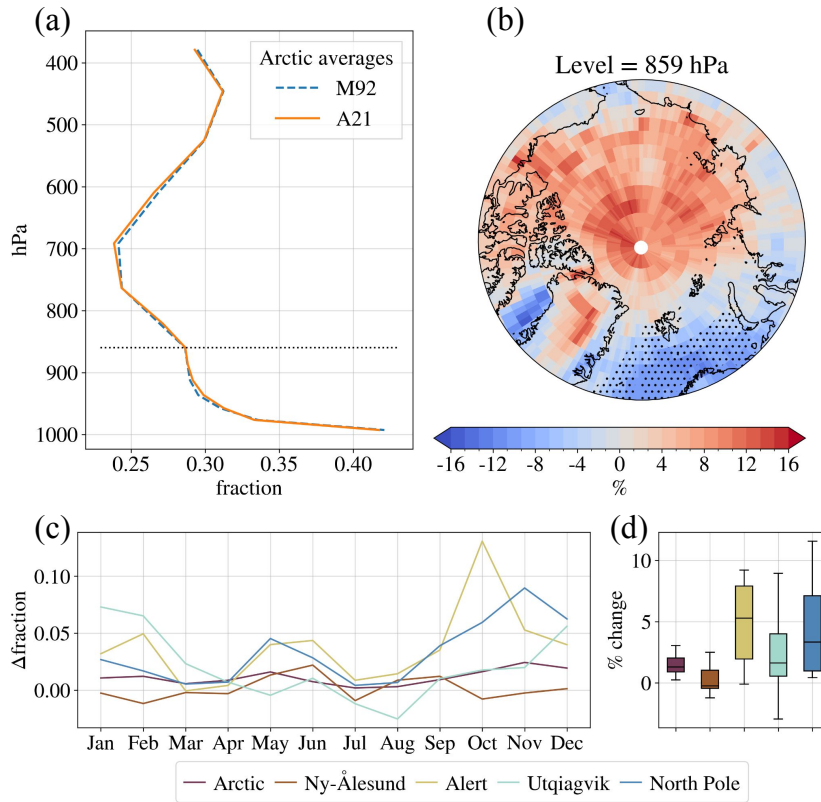 (a)
400
500
600
700
800
900
1000
hPa
Arctic averages
M92
A21
0.25 0.30 0.35 0.40
fraction
(b)
Level = 859 hPa
-16 -12 -8 -4 0 4 8 12 16
%
(c)
0.10
0.05
0.00
Δfraction
Jan Feb Mar Apr May Jun Jul Aug Sep Oct Nov Dec
(d)
10
5
0
% change
Arctic Ny-Ålesund Alert Utqiagvik North Pole